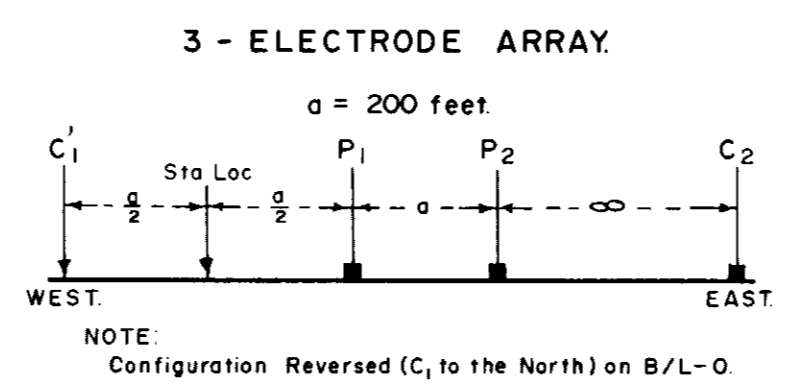 3 - ELECTRODE ARRAY.
a = 200 feet.
C'1 Sta Loc P1 P2 C2
a/2 a/2 a ∞
WEST. EAST.
NOTE:
Configuration Reversed (C1 to the North) on B/L-0.